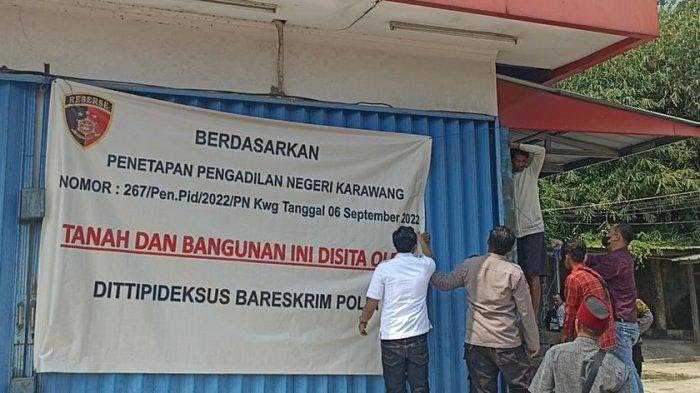 RESERSE
BERDASARKAN
PENETAPAN PENGADILAN NEGERI KARAWANG
NOMOR : 267/Pen.Pid/2022/PN Kwg Tanggal 06 September 2022
TANAH DAN BANGUNAN INI DISITA
DITTIPIDEKSUS BARESKRIM